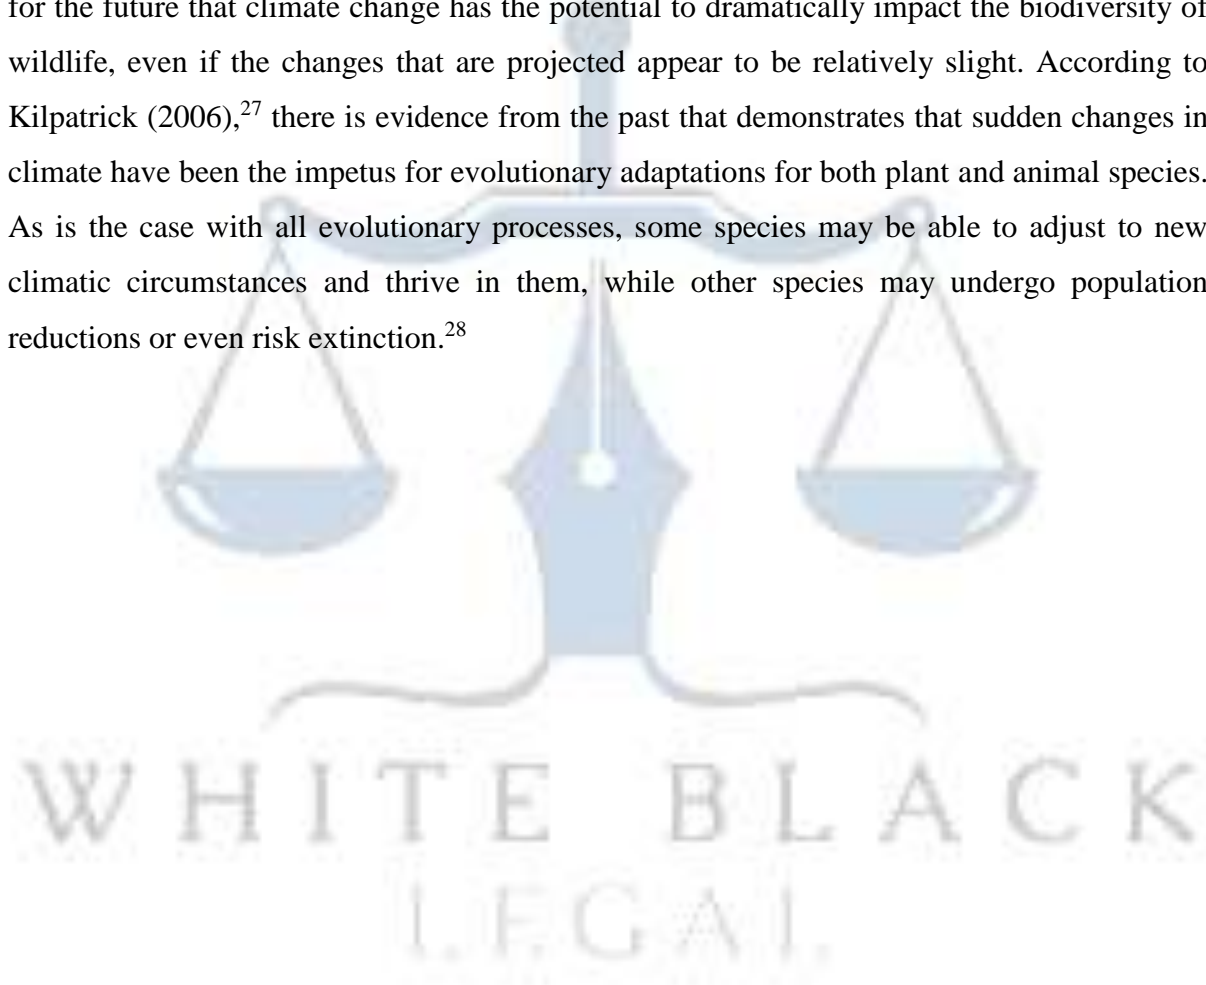 for the future that climate change has the potential to dramatically impact the biodiversity of
wildlife, even if the changes that are projected appear to be relatively slight. According to
Kilpatrick (2006),27 there is evidence from the past that demonstrates that sudden changes in
climate have been the impetus for evolutionary adaptations for both plant and animal species.
As is the case with all evolutionary processes, some species may be able to adjust to new
climatic circumstances and thrive in them, while other species may undergo population
reductions or even risk extinction.28
WHITE BLACK
LEGAL